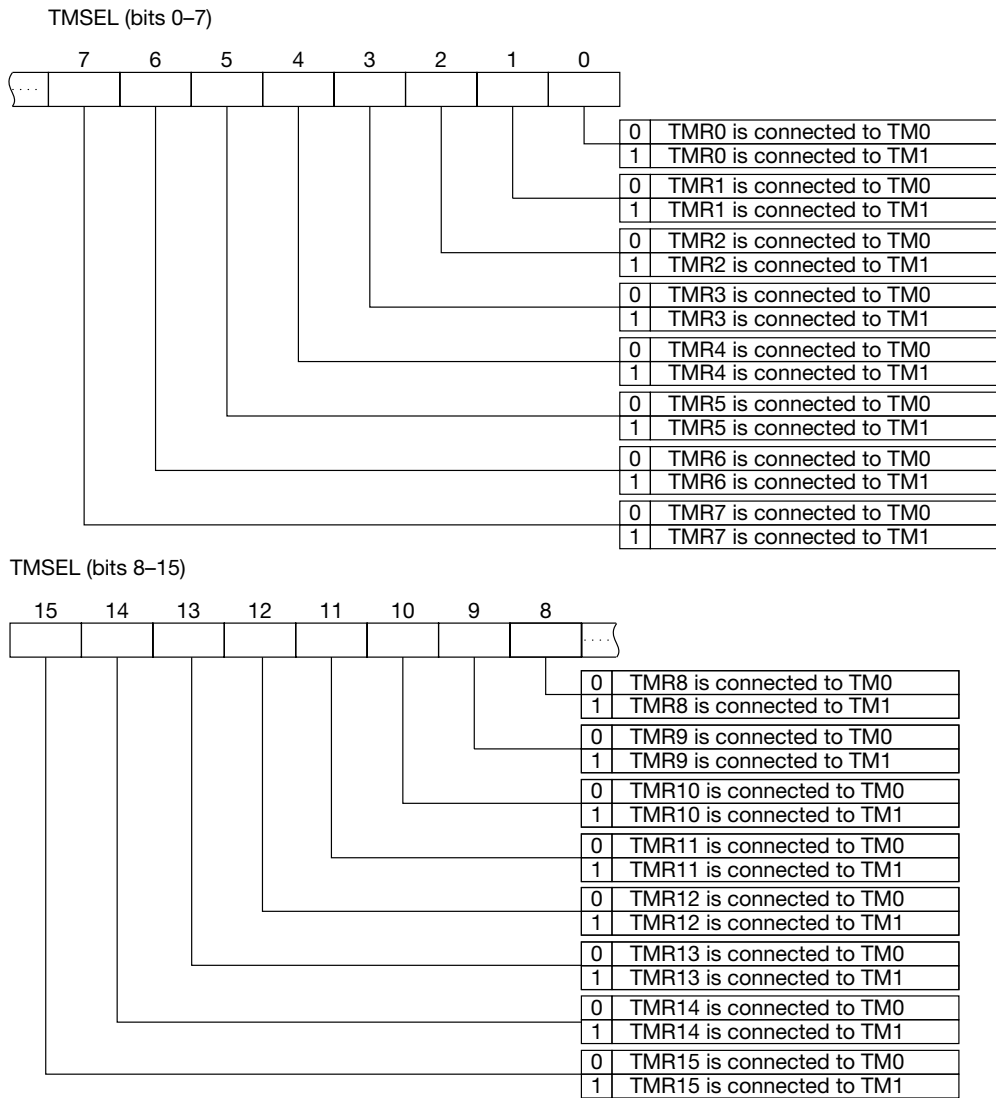 TMSEL (bits 0–7)
7 6 5 4 3 2 1 0
....
0 TMR0 is connected to TM0
1 TMR0 is connected to TM1
0 TMR1 is connected to TM0
1 TMR1 is connected to TM1
0 TMR2 is connected to TM0
1 TMR2 is connected to TM1
0 TMR3 is connected to TM0
1 TMR3 is connected to TM1
0 TMR4 is connected to TM0
1 TMR4 is connected to TM1
0 TMR5 is connected to TM0
1 TMR5 is connected to TM1
0 TMR6 is connected to TM0
1 TMR6 is connected to TM1
0 TMR7 is connected to TM0
1 TMR7 is connected to TM1
TMSEL (bits 8–15)
15 14 13 12 11 10 9 8
....
0 TMR8 is connected to TM0
1 TMR8 is connected to TM1
0 TMR9 is connected to TM0
1 TMR9 is connected to TM1
0 TMR10 is connected to TM0
1 TMR10 is connected to TM1
0 TMR11 is connected to TM0
1 TMR11 is connected to TM1
0 TMR12 is connected to TM0
1 TMR12 is connected to TM1
0 TMR13 is connected to TM0
1 TMR13 is connected to TM1
0 TMR14 is connected to TM0
1 TMR14 is connected to TM1
0 TMR15 is connected to TM0
1 TMR15 is connected to TM1